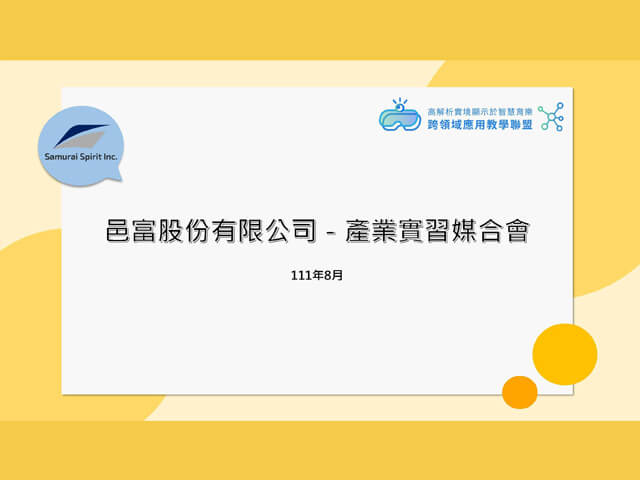 高解析實境顯示於智慧育樂
跨領域應用教學聯盟
Samurai Spirit Inc.
邑富股份有限公司 - 產業實習媒合會
111年8月